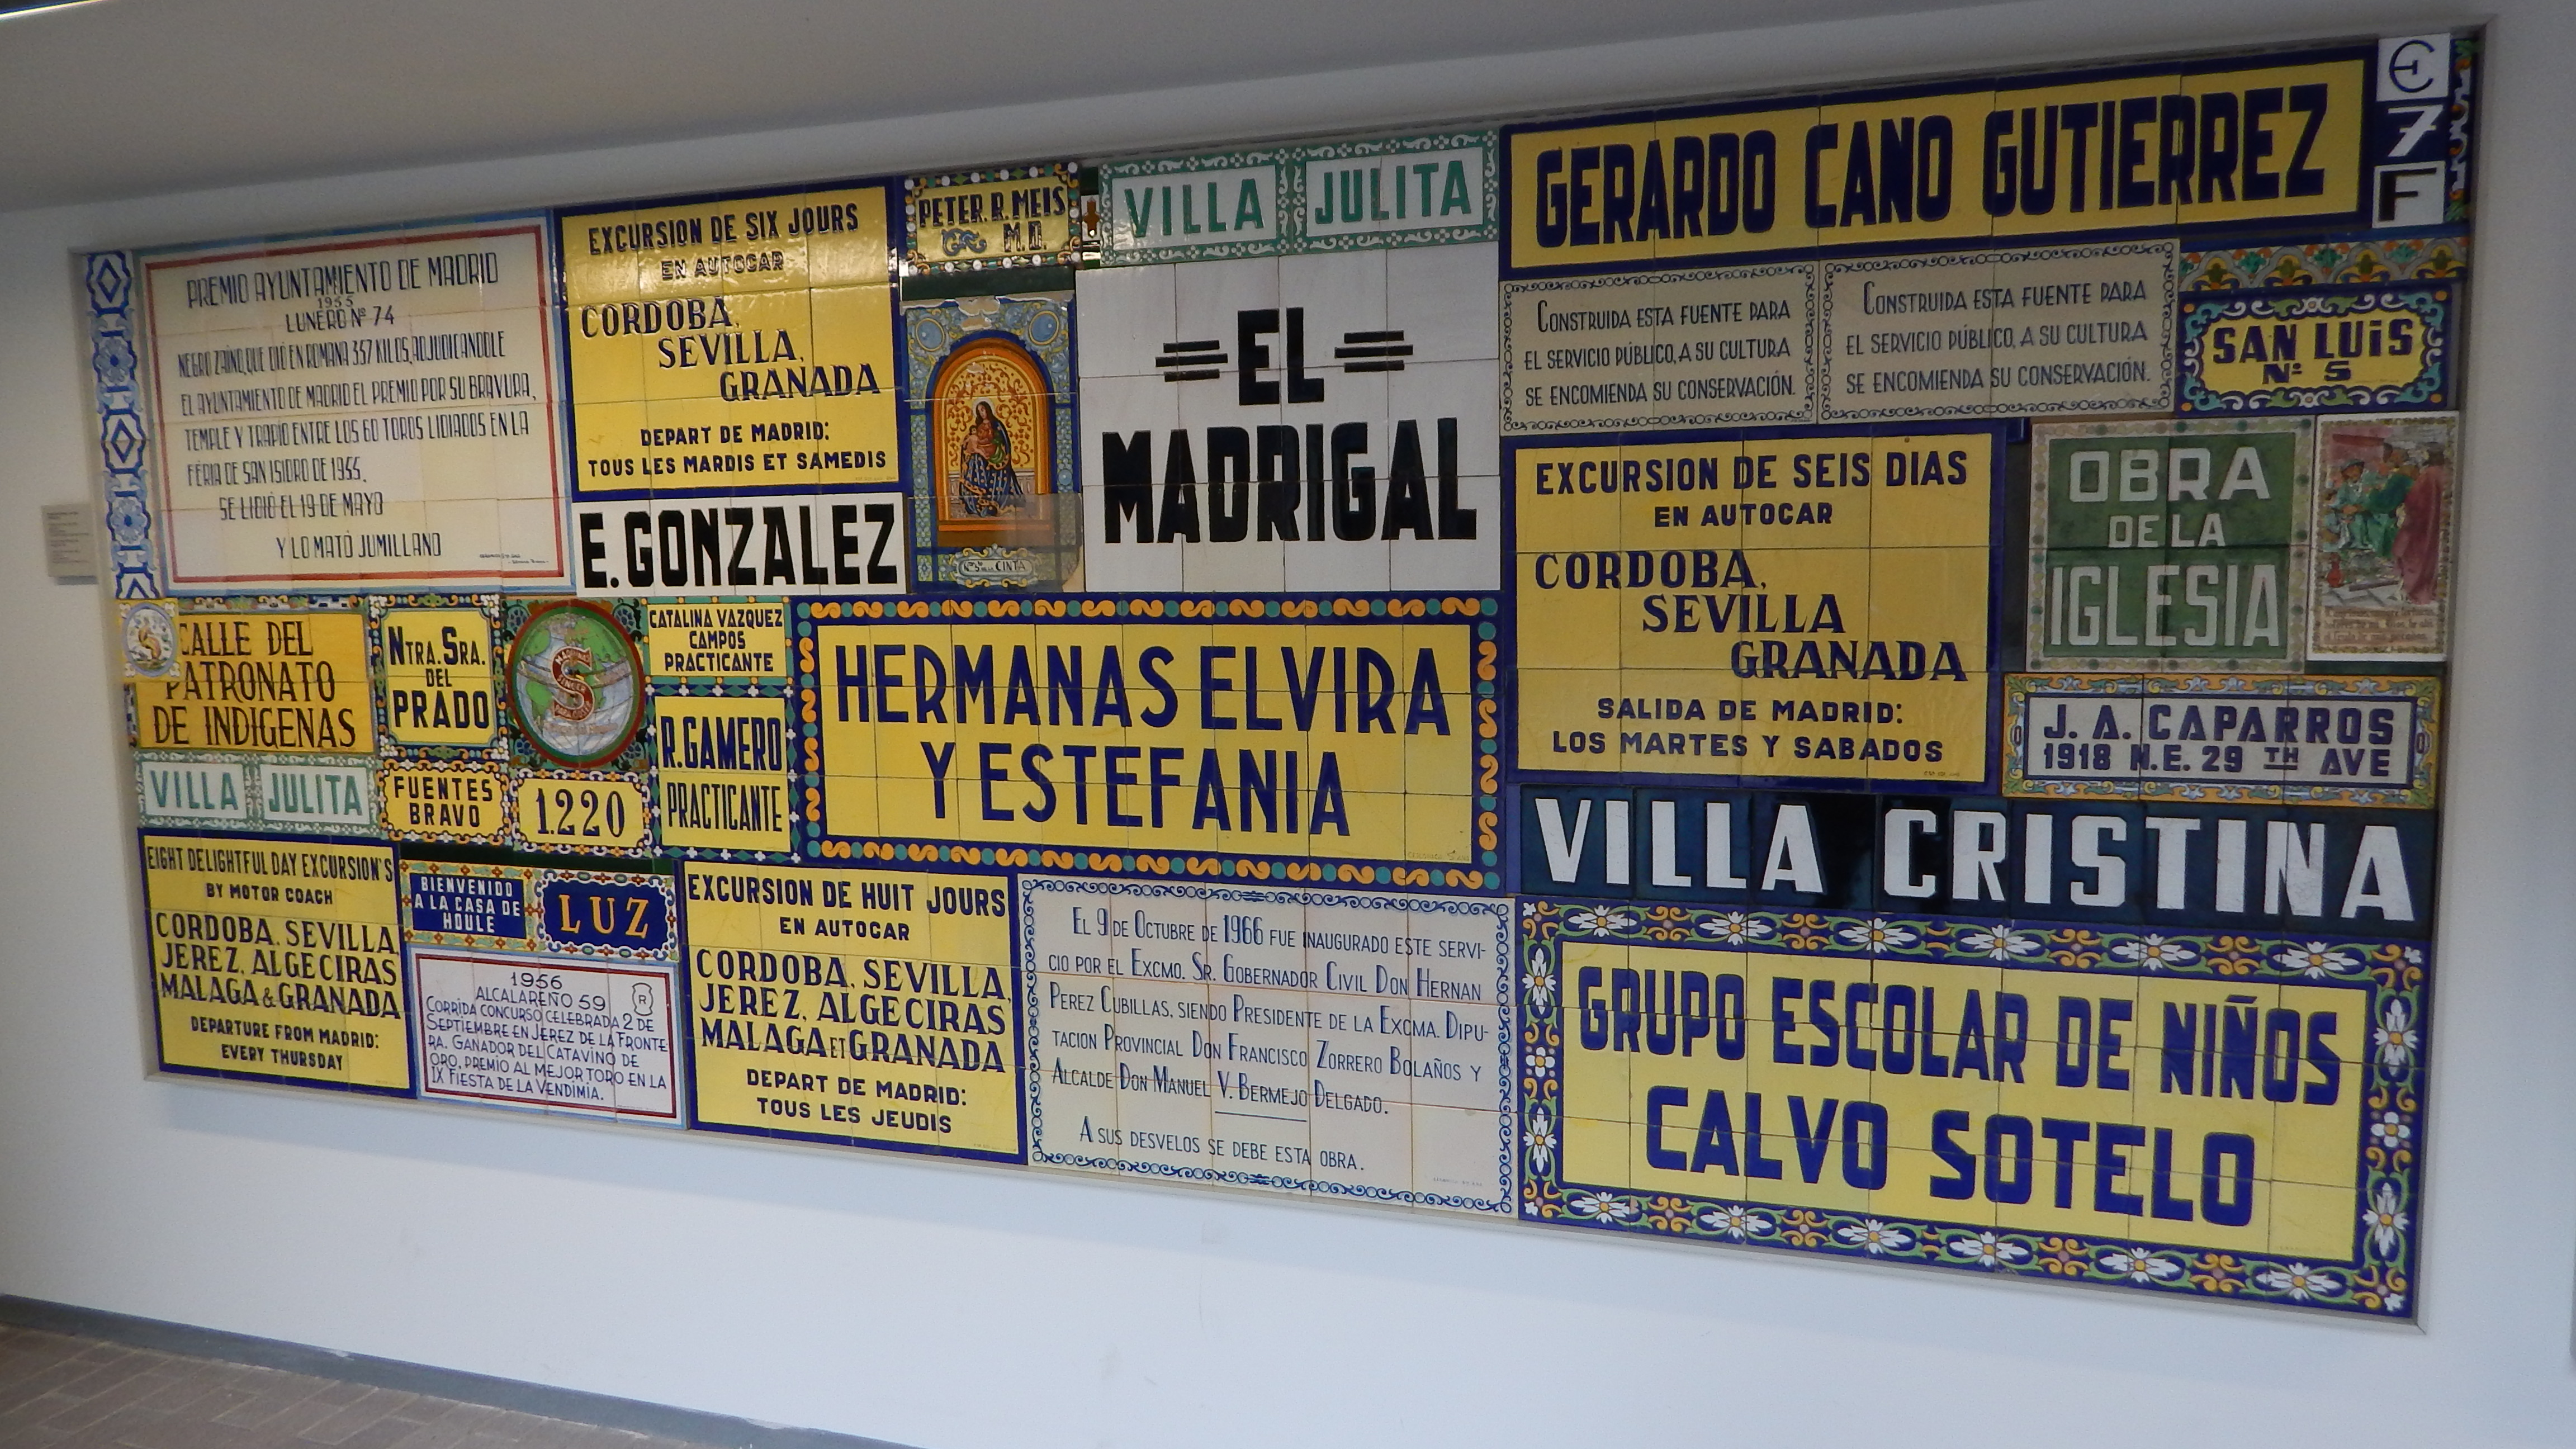 PREMIO AYUNTAMIENTO DE MADRID
1955
LUNERO Nº 74
NEGRO ZAÍNO, QUE DIÓ EN ROMANA 357 KILOS, ADJUDICANDOLE
EL AYUNTAMIENTO DE MADRID EL PREMIO POR SU BRAVURA,
TEMPLE Y TRAPIO ENTRE LOS 60 TOROS LIDIADOS EN LA
FERIA DE SAN ISIDRO DE 1955.
SE LIDIÓ EL 19 DE MAYO
Y LO MATÓ JUMILLANO
EXCURSION DE SIX JOURS
EN AUTOCAR
CORDOBA,
SEVILLA,
GRANADA
DEPART DE MADRID:
TOUS LES MARDIS ET SAMEDIS
E. GONZALEZ
PETER. R. MEIS
M.D.
CINTA
VILLA JULITA
EL
MADRIGAL
GERARDO CANO GUTIERREZ
E
7
F
CONSTRUIDA ESTA FUENTE PARA
EL SERVICIO PÚBLICO, A SU CULTURA
SE ENCOMIENDA SU CONSERVACIÓN.
CONSTRUIDA ESTA FUENTE PARA
EL SERVICIO PÚBLICO, A SU CULTURA
SE ENCOMIENDA SU CONSERVACIÓN.
SAN LUiS
Nº 5
EXCURSION DE SEIS DIAS
EN AUTOCAR
CORDOBA,
SEVILLA
GRANADA
SALIDA DE MADRID:
LOS MARTES Y SABADOS
OBRA
DE LA
IGLESIA
J. A. CAPARROS
1918 N.E. 29 TH AVE
VILLA CRISTINA
CALLE DEL
PATRONATO
DE INDIGENAS
NTRA. SRA.
DEL
PRADO
S
SINGER
CATALINA VAZQUEZ
CAMPOS
PRACTICANTE
R. GAMERO
PRACTICANTE
HERMANAS ELVIRA
Y ESTEFANIA
VILLA JULITA
FUENTES
BRAVO
1.220
EIGHT DELIGHTFUL DAY EXCURSION'S
BY MOTOR COACH
CORDOBA, SEVILLA,
JEREZ, ALGECIRAS
MALAGA & GRANADA
DEPARTURE FROM MADRID:
EVERY THURSDAY
BIENVENIDO
A LA CASA DE
HOULE
LUZ
1956
ALCALAREÑO 59
R
CORRIDA CONCURSO CELEBRADA 2 DE
SEPTIEMBRE EN JEREZ DE LA FRONTE-
RA. GANADOR DEL CATAVINO DE
ORO, PREMIO AL MEJOR TORO EN LA
IX FIESTA DE LA VENDIMIA.
EXCURSION DE HUIT JOURS
EN AUTOCAR
CORDOBA, SEVILLA,
JEREZ, ALGECIRAS
MALAGA ET GRANADA
DEPART DE MADRID:
TOUS LES JEUDIS
EL 9 DE OCTUBRE DE 1966 FUE INAUGURADO ESTE SERVI-
CIO POR EL EXCMO. SR. GOBERNADOR CIVIL DON HERNAN
PEREZ CUBILLAS, SIENDO PRESIDENTE DE LA EXCMA. DIPU-
TACION PROVINCIAL DON FRANCISCO ZORRERO BOLAÑOS Y
ALCALDE DON MANUEL V. BERMEJO DELGADO.
A SUS DESVELOS SE DEBE ESTA OBRA.
GRUPO ESCOLAR DE NIÑOS
CALVO SOTELO